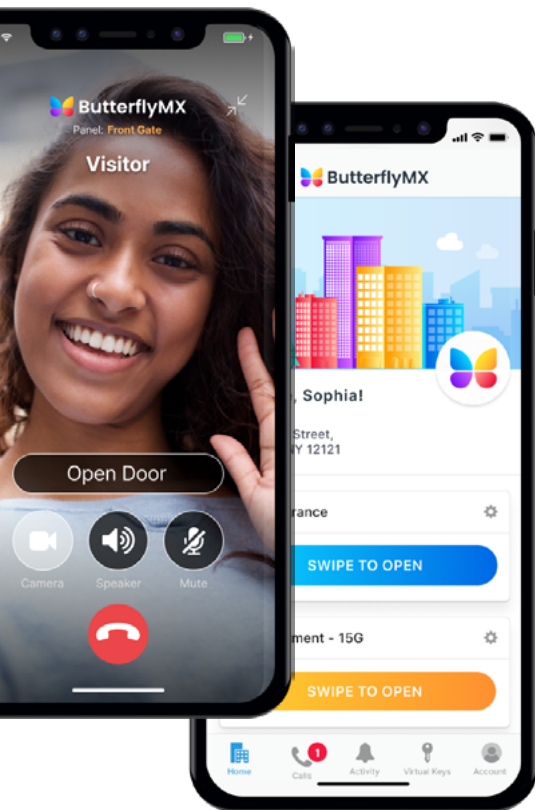 ButterflyMX
Panel: Front Gate
Visitor
Open Door
Camera
Speaker
Mute
ButterflyMX
, Sophia!
Street,
NY 12121
rance
SWIPE TO OPEN
ment - 15G
SWIPE TO OPEN
1
Home
Calls
Activity
Virtual Keys
Account